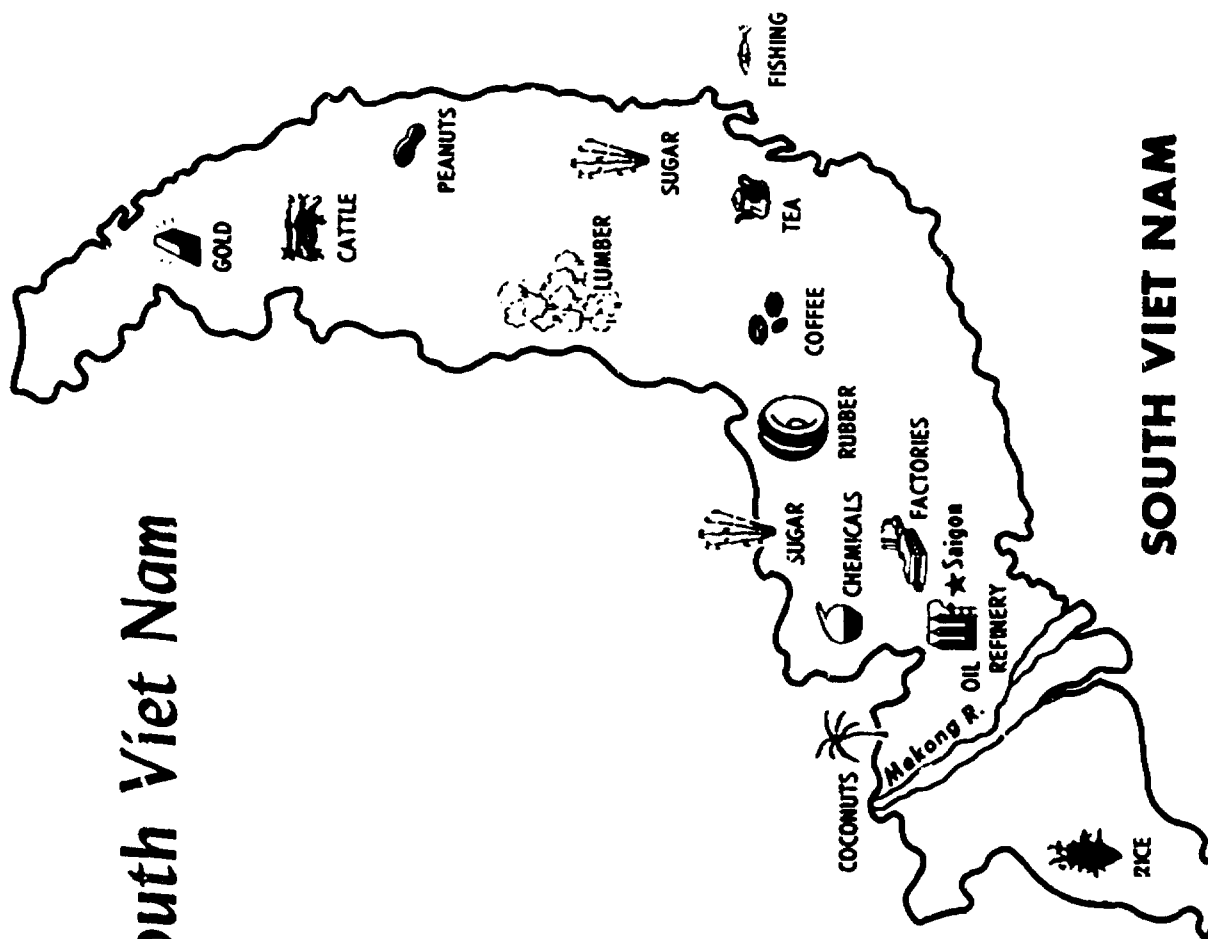 outh Viet Nam
GOLD
CATTLE
PEANUTS
LUMBER
SUGAR
FISHING
TEA
SUGAR
COFFEE
RUBBER
COCONUTS
CHEMICALS
FACTORIES
Saigon
Mekong R.
OIL
REFINERY
RICE
SOUTH VIET NAM